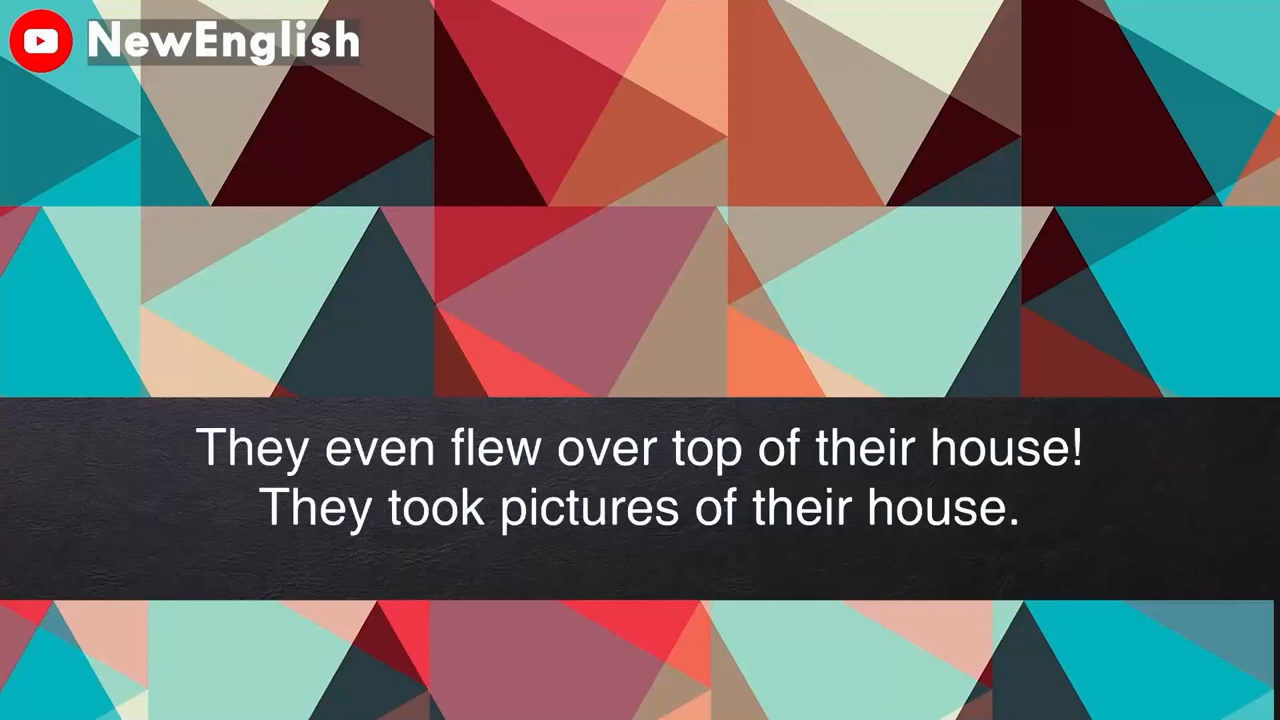 NewEnglish
They even flew over top of their house!
They took pictures of their house.